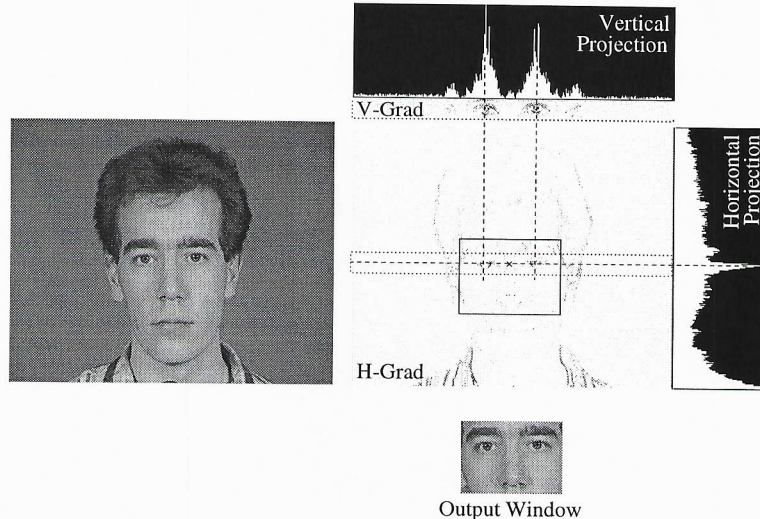 Vertical
Projection
V-Grad
Horizontal
Projection
H-Grad
Output Window